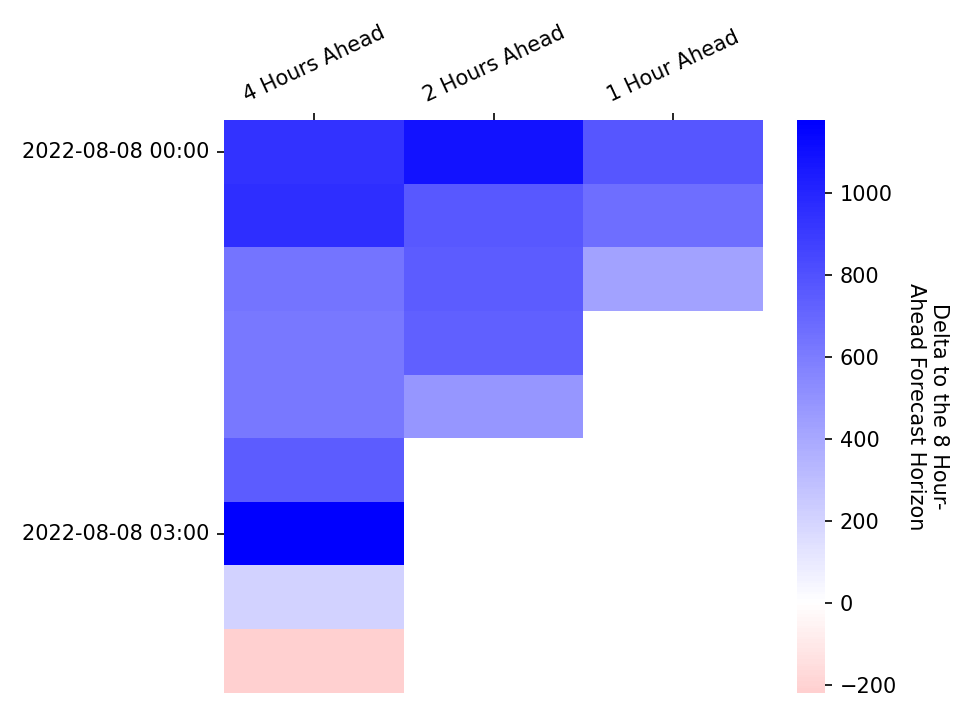 4 Hours Ahead
2 Hours Ahead
1 Hour Ahead
2022-08-08 00:00
2022-08-08 03:00
1000
800
600
400
200
0
−200
Delta to the 8 Hour-
Ahead Forecast Horizon